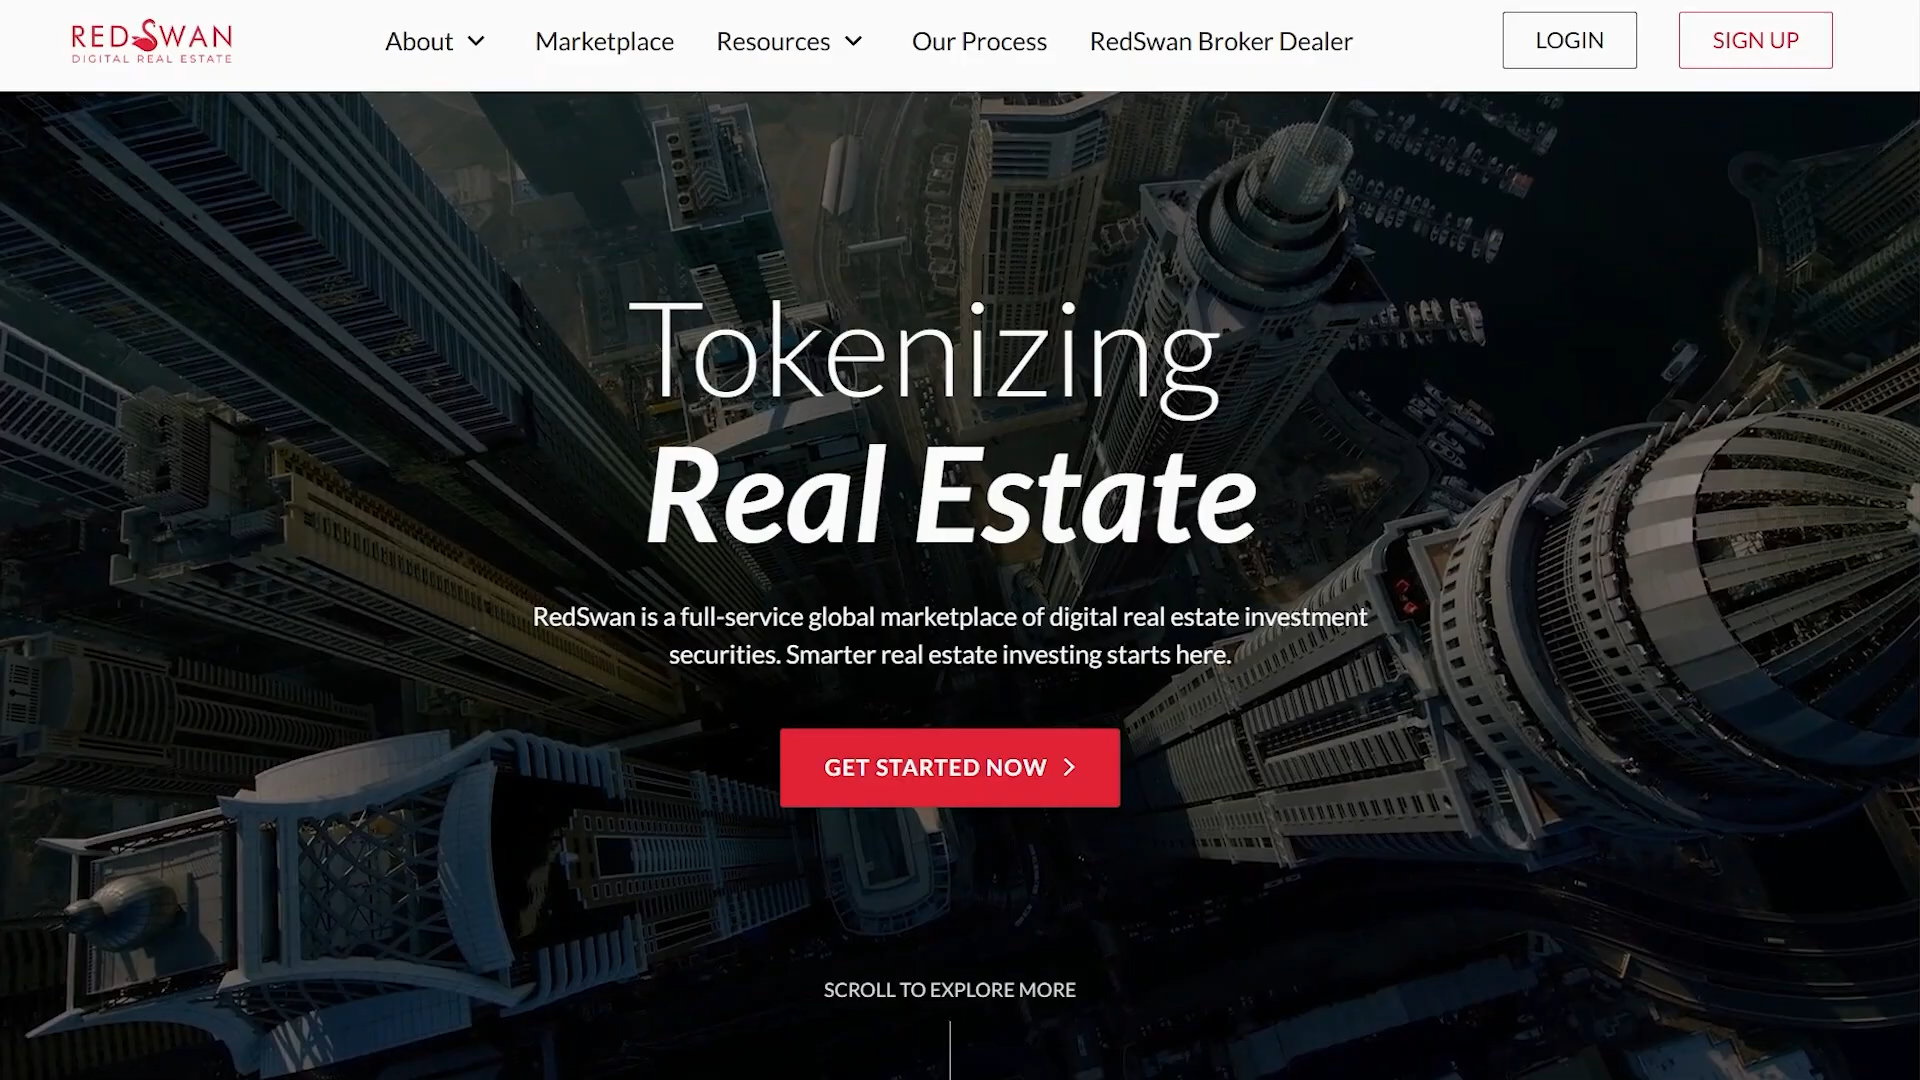 REDSWAN
DIGITAL REAL ESTATE
About
Marketplace
Resources
Our Process
RedSwan Broker Dealer
LOGIN
SIGN UP
Tokenizing
Real Estate
RedSwan is a full-service global marketplace of digital real estate investment
securities. Smarter real estate investing starts here.
GET STARTED NOW
SCROLL TO EXPLORE MORE